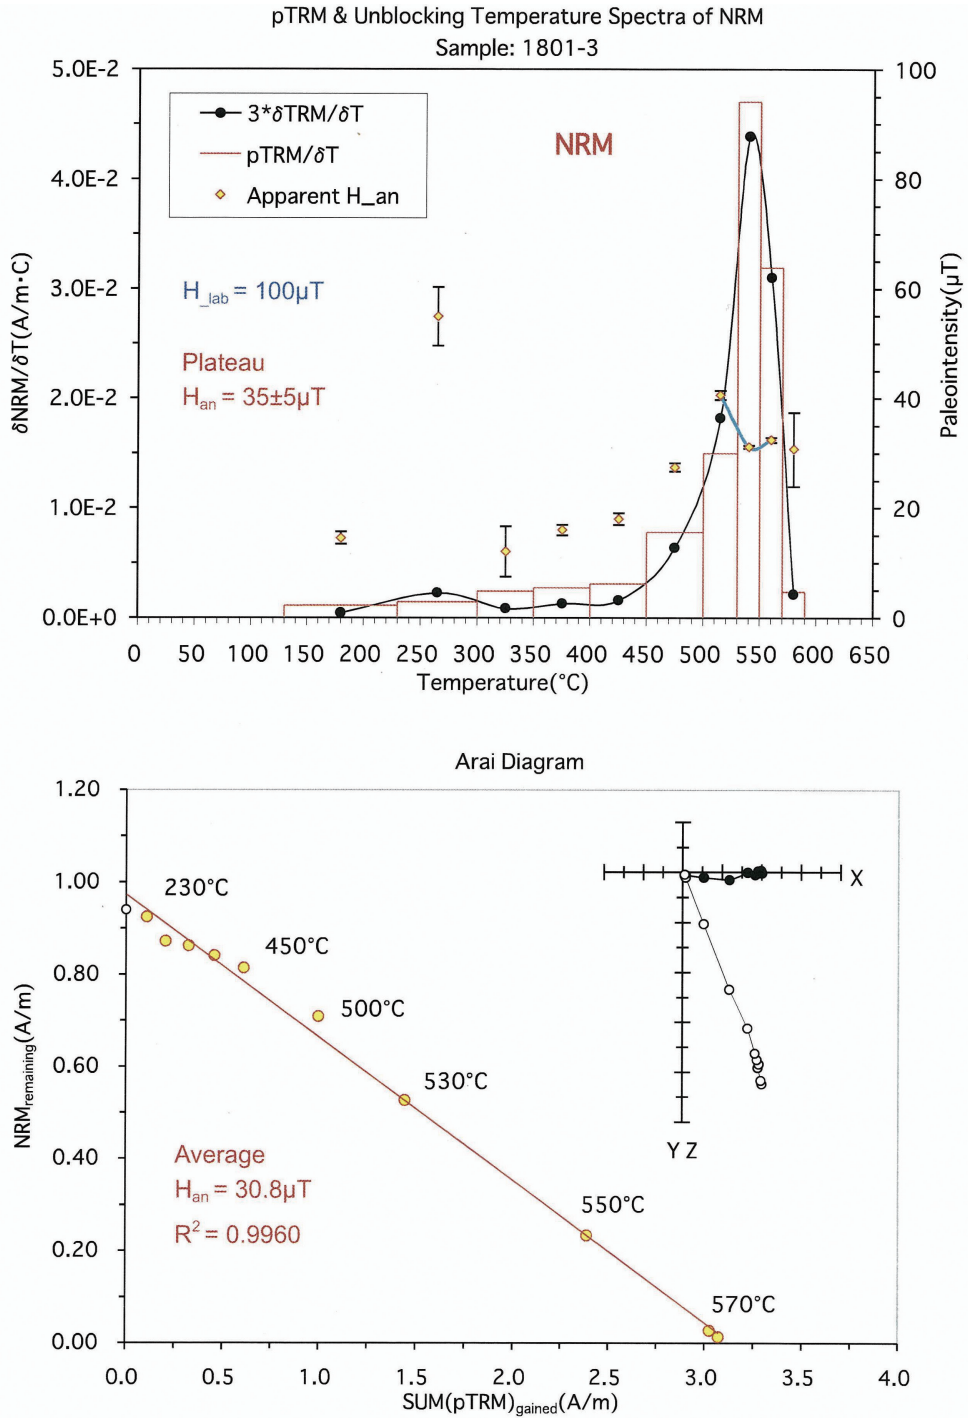 pTRM & Unblocking Temperature Spectra of NRM
Sample: 1801-3
5.0E-2
4.0E-2
3.0E-2
2.0E-2
1.0E-2
0.0E+0
δNRM/δT(A/m·C)
3*δTRM/δT
pTRM/δT
Apparent H_an
NRM
H_lab = 100µT
Plateau
Han = 35±5µT
100
80
60
40
20
0
Paleointensity(µT)
0 50 100 150 200 250 300 350 400 450 500 550 600 650
Temperature(°C)
Arai Diagram
1.20
1.00
0.80
0.60
0.40
0.20
0.00
NRMremaining(A/m)
230°C
450°C
500°C
530°C
550°C
570°C
X
Y Z
Average
Han = 30.8µT
R2 = 0.9960
0.0 0.5 1.0 1.5 2.0 2.5 3.0 3.5 4.0
SUM(pTRM)gained(A/m)